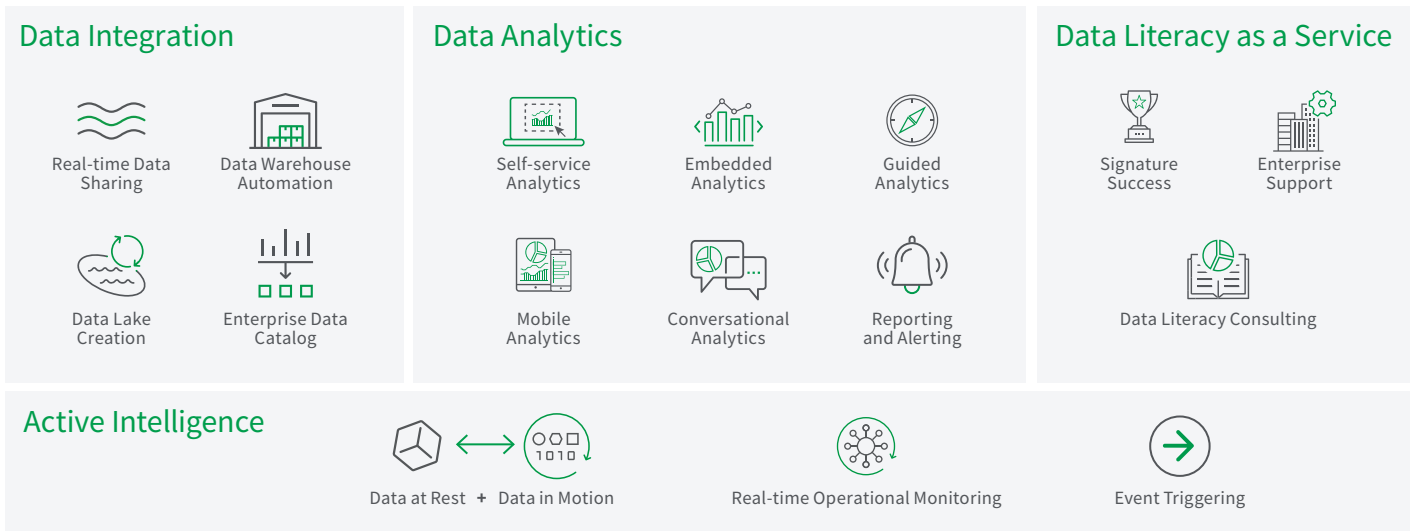 Data Integration
Real-time Data
Sharing
Data Warehouse
Automation
Data Lake
Creation
Enterprise Data
Catalog
Data Analytics
Self-service
Analytics
Embedded
Analytics
Guided
Analytics
Mobile
Analytics
Conversational
Analytics
Reporting
and Alerting
Data Literacy as a Service
Signature
Success
Enterprise
Support
Data Literacy Consulting
Active Intelligence
1010
Data at Rest + Data in Motion
Real-time Operational Monitoring
Event Triggering